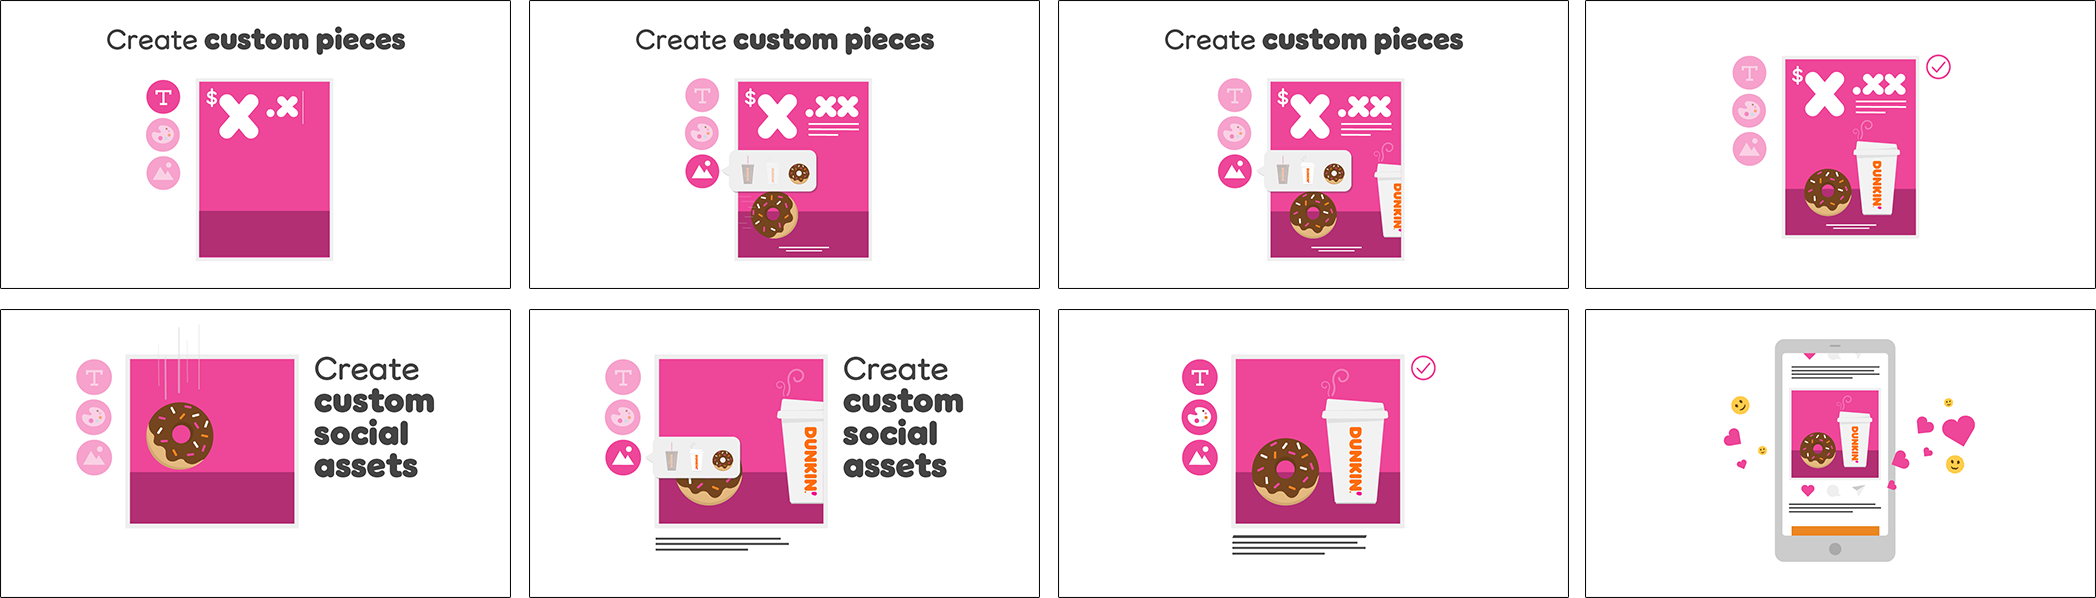 Create custom pieces
T
$X.X
Create custom pieces
T
$X.XX
Create custom pieces
T
$X.XX
DUNKIN'
T
$X.XX
DUNKIN'
T
Create
custom
social
assets
T
DUNKIN'
Create
custom
social
assets
T
DUNKIN'
DUNKIN'